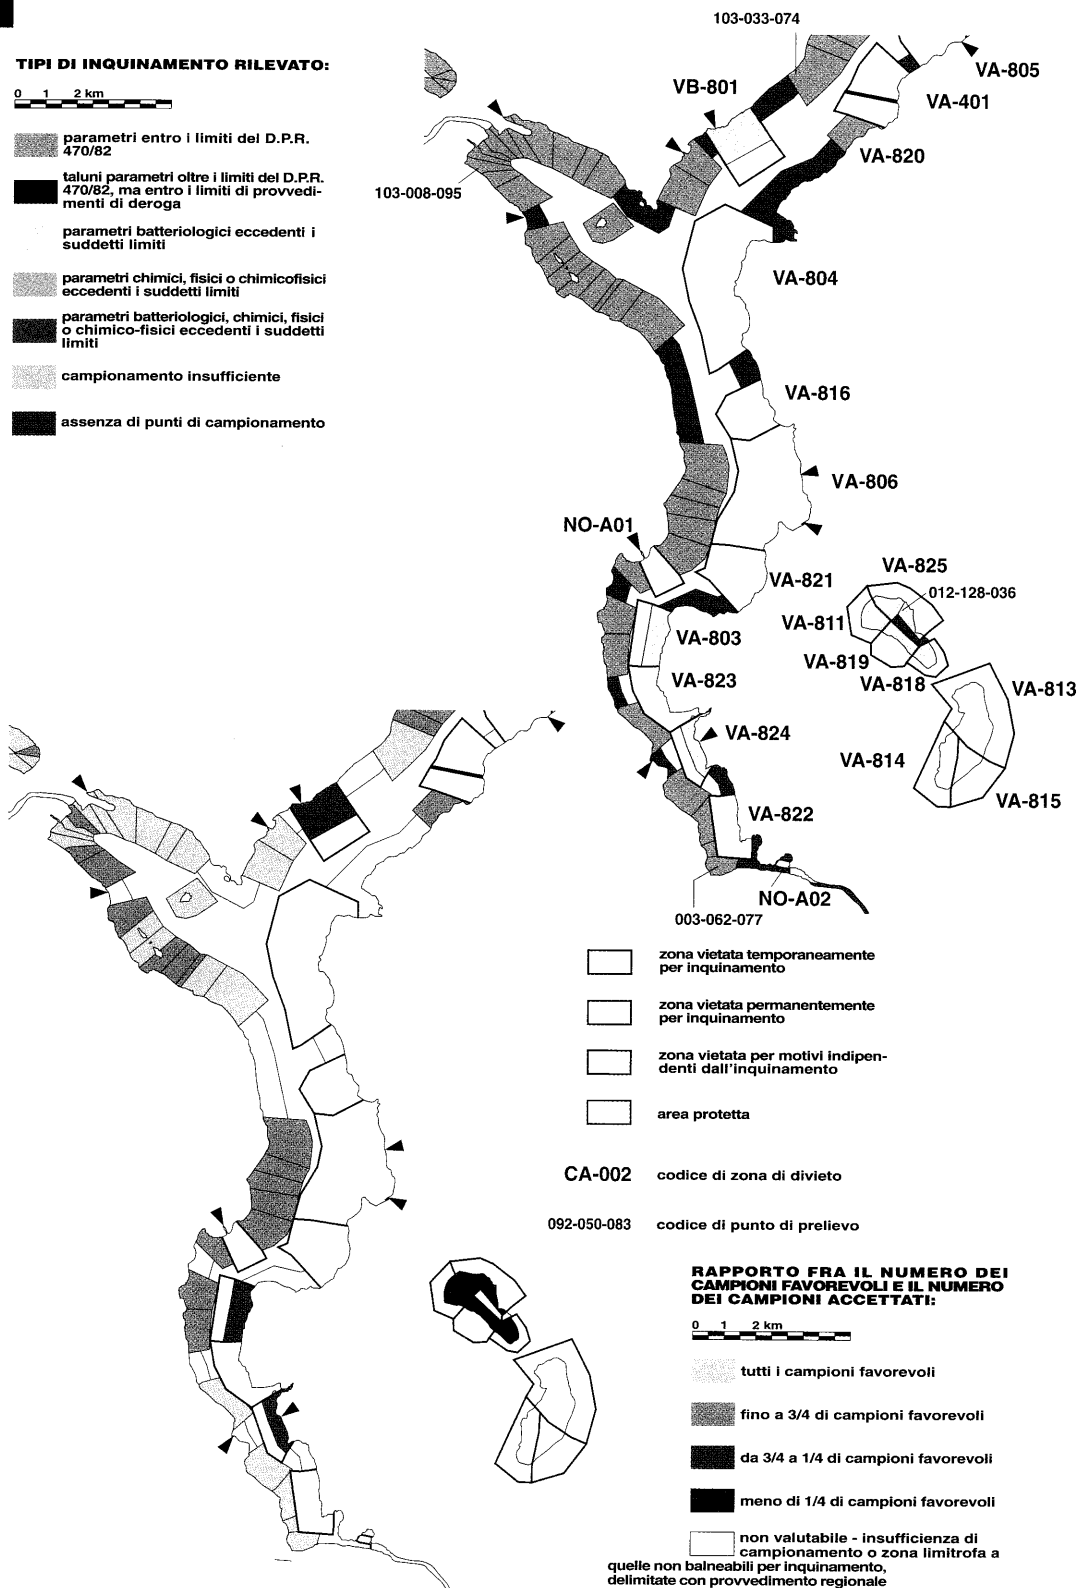 TIPI DI INQUINAMENTO RILEVATO:
0 1 2 km
parametri entro i limiti del D.P.R.
470/82
taluni parametri oltre i limiti del D.P.R.
470/82, ma entro i limiti di provvedi-
menti di deroga
parametri batteriologici eccedenti i
suddetti limiti
parametri chimici, fisici o chimicofisici
eccedenti i suddetti limiti
parametri batteriologici, chimici, fisici
o chimico-fisici eccedenti i suddetti
limiti
campionamento insufficiente
assenza di punti di campionamento
103-033-074
VA-805
VB-801
VA-401
VA-820
103-008-095
VA-804
VA-816
VA-806
NO-A01
VA-825
VA-821
012-128-036
VA-811
VA-803
VA-819
VA-823
VA-818
VA-813
VA-824
VA-814
VA-815
VA-822
NO-A02
003-062-077
zona vietata temporaneamente
per inquinamento
zona vietata permanentemente
per inquinamento
zona vietata per motivi indipen-
denti dall'inquinamento
area protetta
CA-002 codice di zona di divieto
092-050-083 codice di punto di prelievo
RAPPORTO FRA IL NUMERO DEI
CAMPIONI FAVOREVOLI E IL NUMERO
DEI CAMPIONI ACCETTATI:
0 1 2 km
tutti i campioni favorevoli
fino a 3/4 di campioni favorevoli
da 3/4 a 1/4 di campioni favorevoli
meno di 1/4 di campioni favorevoli
non valutabile - insufficienza di
campionamento o zona limitrofa a
quelle non balneabili per inquinamento,
delimitate con provvedimento regionale